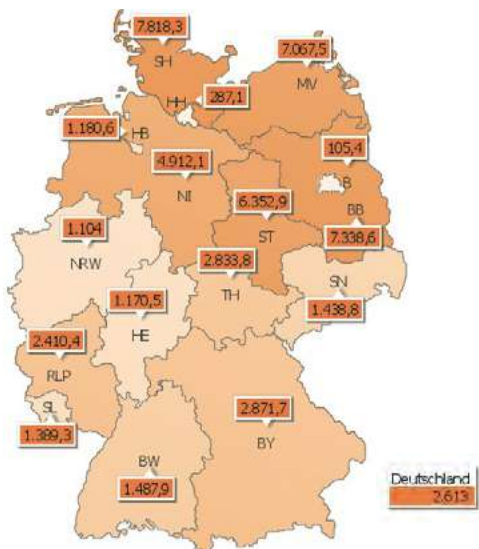 7.818,3
SH
7.067,5
MV
HH
287,1
1.180,6
HB
4.912,1
NI
105,4
B
BB
7.338,6
6.352,9
ST
1.104
NRW
2.833,8
TH
SN
1.438,8
1.170,5
HE
2.410,4
RLP
SL
1.389,3
2.871,7
BY
BW
1.487,9
Deutschland
2.613